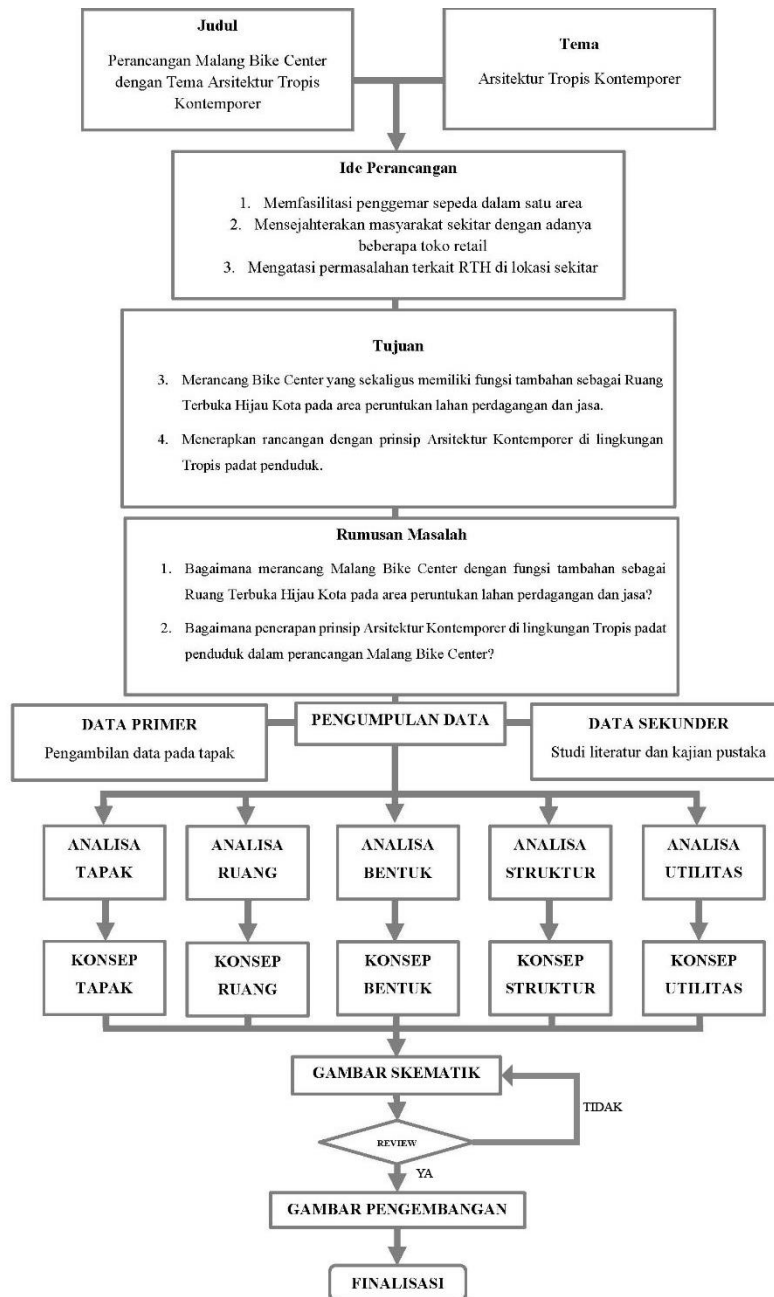 Judul
Perancangan Malang Bike Center
dengan Tema Arsitektur Tropis
Kontemporer
Tema
Arsitektur Tropis Kontemporer
Ide Perancangan
1. Memfasilitasi penggemar sepeda dalam satu area
2. Mensejahterakan masyarakat sekitar dengan adanya
beberapa toko retail
3. Mengatasi permasalahan terkait RTH di lokasi sekitar
Tujuan
3. Merancang Bike Center yang sekaligus memiliki fungsi tambahan sebagai Ruang
Terbuka Hijau Kota pada area peruntukan lahan perdagangan dan jasa.
4. Menerapkan rancangan dengan prinsip Arsitektur Kontemporer di lingkungan
Tropis padat penduduk.
Rumusan Masalah
1. Bagaimana merancang Malang Bike Center dengan fungsi tambahan sebagai
Ruang Terbuka Hijau Kota pada area peruntukan lahan perdagangan dan jasa?
2. Bagaimana penerapan prinsip Arsitektur Kontemporer di lingkungan Tropis padat
penduduk dalam perancangan Malang Bike Center?
DATA PRIMER
Pengambilan data pada tapak
PENGUMPULAN DATA
DATA SEKUNDER
Studi literatur dan kajian pustaka
ANALISA
TAPAK
ANALISA
RUANG
ANALISA
BENTUK
ANALISA
STRUKTUR
ANALISA
UTILITAS
KONSEP
TAPAK
KONSEP
RUANG
KONSEP
BENTUK
KONSEP
STRUKTUR
KONSEP
UTILITAS
GAMBAR SKEMATIK
TIDAK
REVIEW
YA
GAMBAR PENGEMBANGAN
FINALISASI